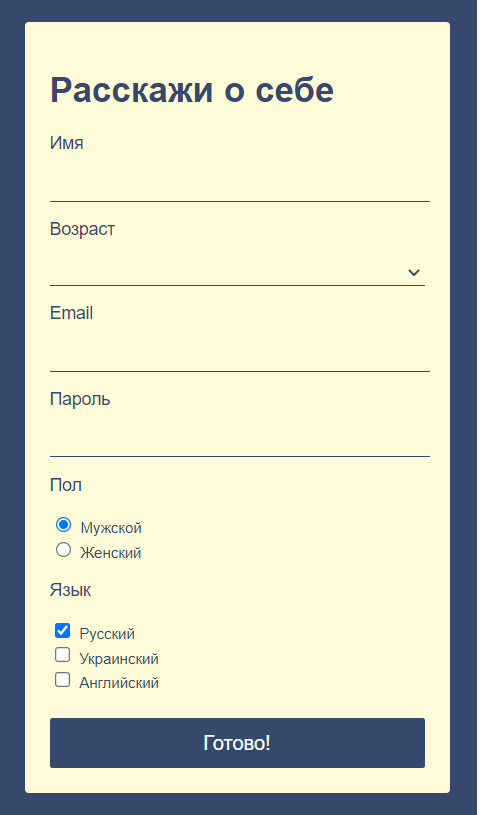 Расскажи о себе
Имя
Возраст
Email
Пароль
Пол
Мужской
Женский
Язык
Русский
Украинский
Английский
Готово!